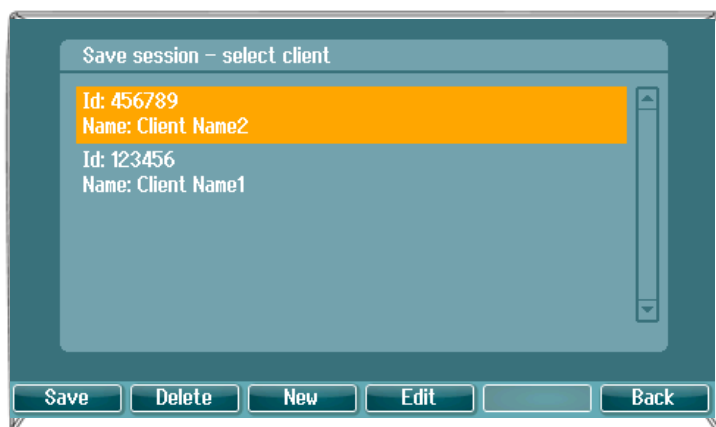 Save session – select client
Id: 456789
Name: Client Name2
Id: 123456
Name: Client Name1
Save Delete New Edit Back